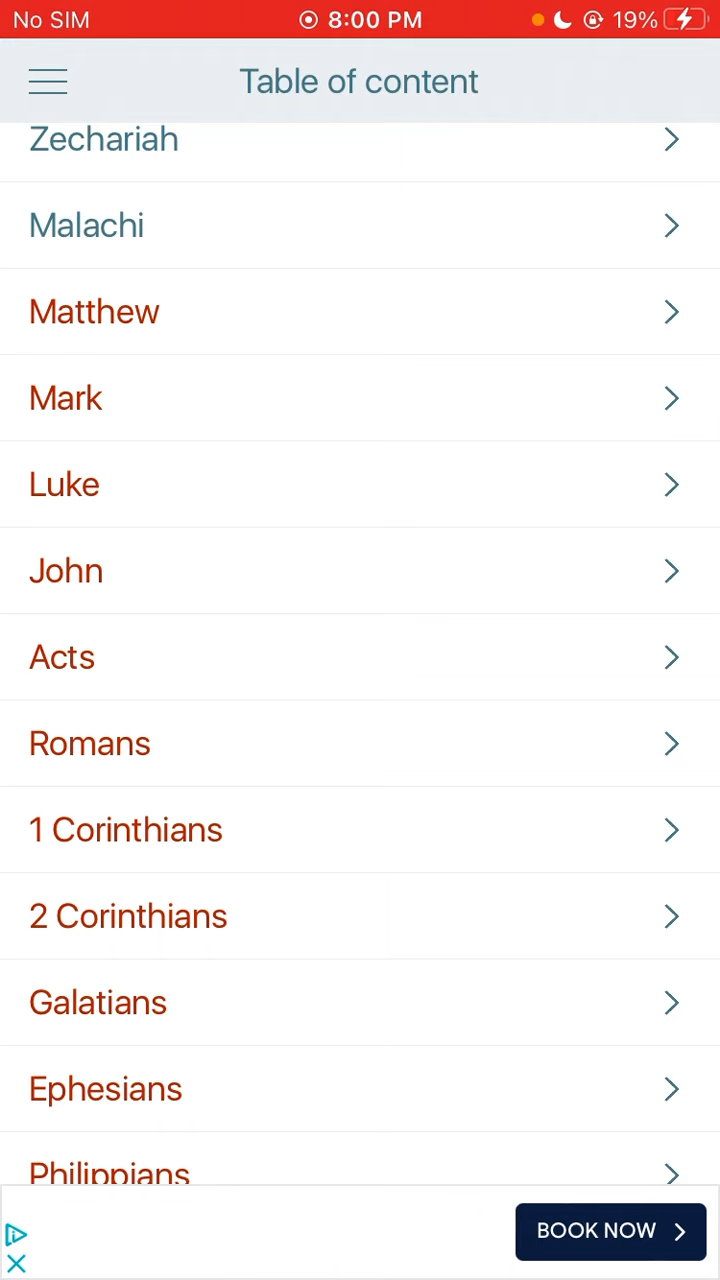 No SIM 8:00 PM 19%
Table of content
Zechariah
Malachi
Matthew
Mark
Luke
John
Acts
Romans
1 Corinthians
2 Corinthians
Galatians
Ephesians
Philippians
BOOK NOW